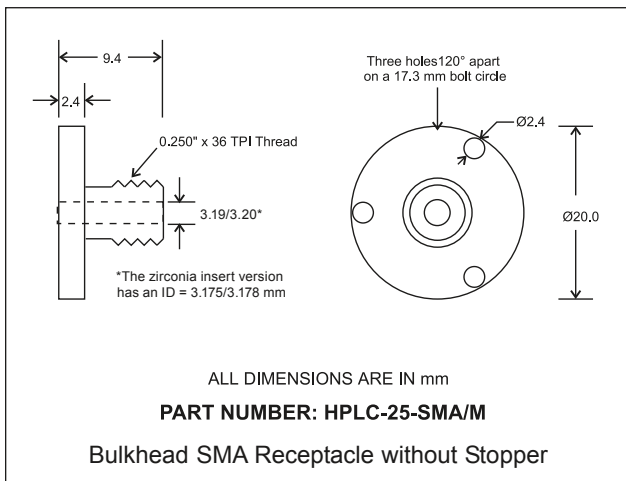 9.4
2.4
0.250" x 36 TPI Thread
3.19/3.20*
*The zirconia insert version
has an ID = 3.175/3.178 mm
Three holes120° apart
on a 17.3 mm bolt circle
Ø2.4
Ø20.0
ALL DIMENSIONS ARE IN mm
PART NUMBER: HPLC-25-SMA/M
Bulkhead SMA Receptacle without Stopper